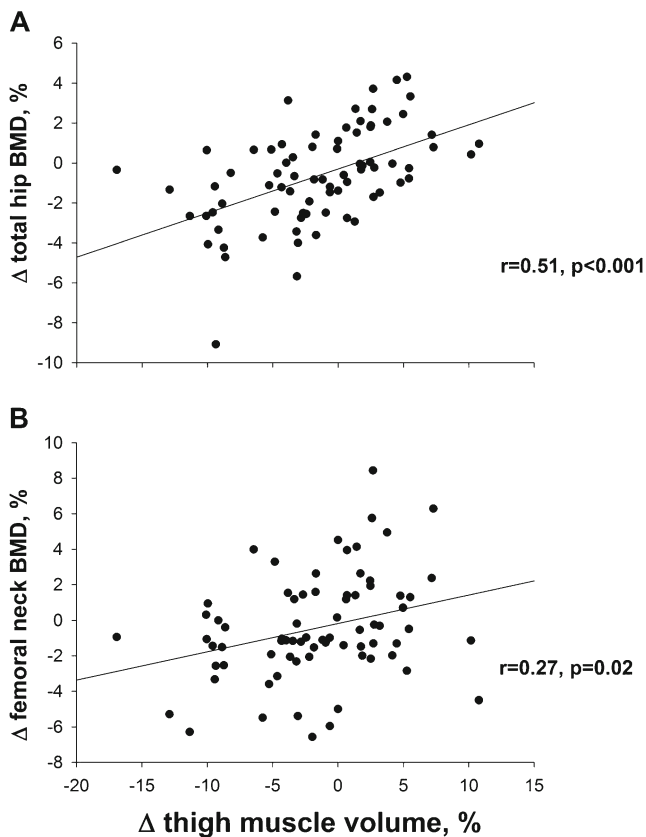 A
6
4
2
0
-2
-4
-6
-8
-10
Δ total hip BMD, %
r=0.51, p<0.001
B
10
8
6
4
2
0
-2
-4
-6
-8
Δ femoral neck BMD, %
r=0.27, p=0.02
-20 -15 -10 -5 0 5 10 15
Δ thigh muscle volume, %